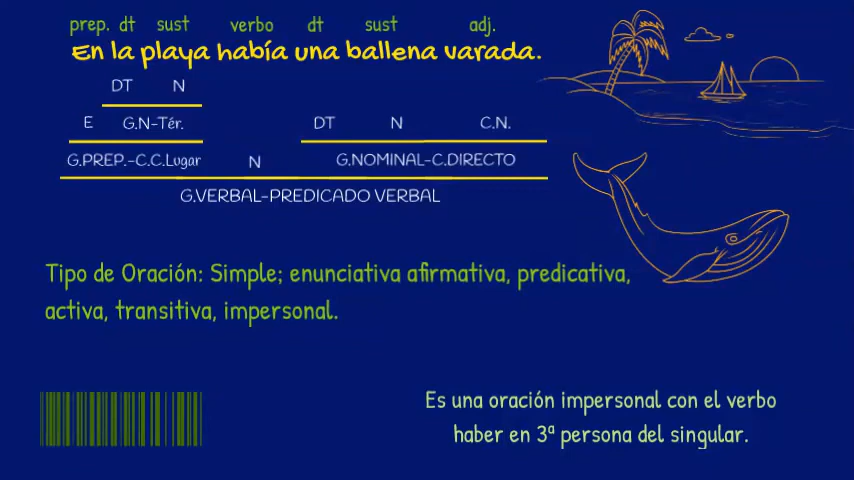 prep. dt sust verbo dt sust adj.
En la playa había una ballena varada.
DT N
E G.N-Tér. DT N C.N.
G.PREP.-C.C.Lugar N G.NOMINAL-C.DIRECTO
G.VERBAL-PREDICADO VERBAL
Tipo de Oración: Simple; enunciativa afirmativa, predicativa,
activa, transitiva, impersonal.
Es una oración impersonal con el verbo
haber en 3ª persona del singular.